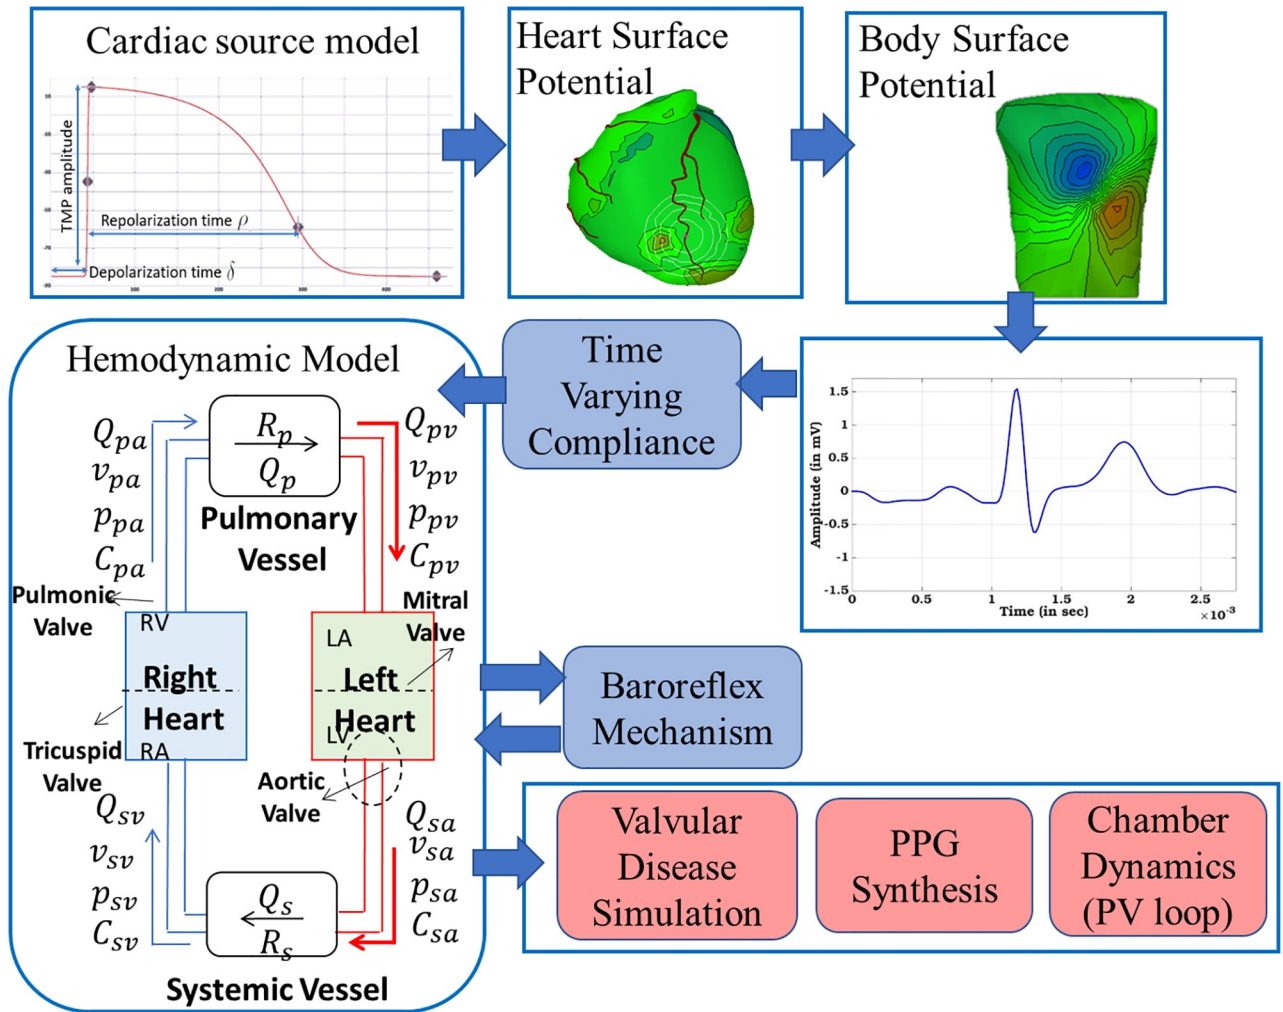 Cardiac source model
TMP amplitude
Repolarization time ρ
Depolarization time δ
Heart Surface
Potential
Body Surface
Potential
Hemodynamic Model
Time
Varying
Compliance
Amplitude (in mV)
1.5
1
0.5
0
-0.5
-1
-1.5
0
0.5
1
1.5
2
2.5
Time (in sec)
×10⁻³
Q_pa
v_pa
p_pa
C_pa
R_p
Q_p
Pulmonary
Vessel
Q_pv
v_pv
p_pv
C_pv
Pulmonic
Valve
Mitral
Valve
RV
Right
Heart
RA
LA
Left
Heart
LV
Tricuspid
Valve
Aortic
Valve
Q_sv
v_sv
p_sv
C_sv
Q_s
R_s
Q_sa
v_sa
p_sa
C_sa
Systemic Vessel
Baroreflex
Mechanism
Valvular
Disease
Simulation
PPG
Synthesis
Chamber
Dynamics
(PV loop)